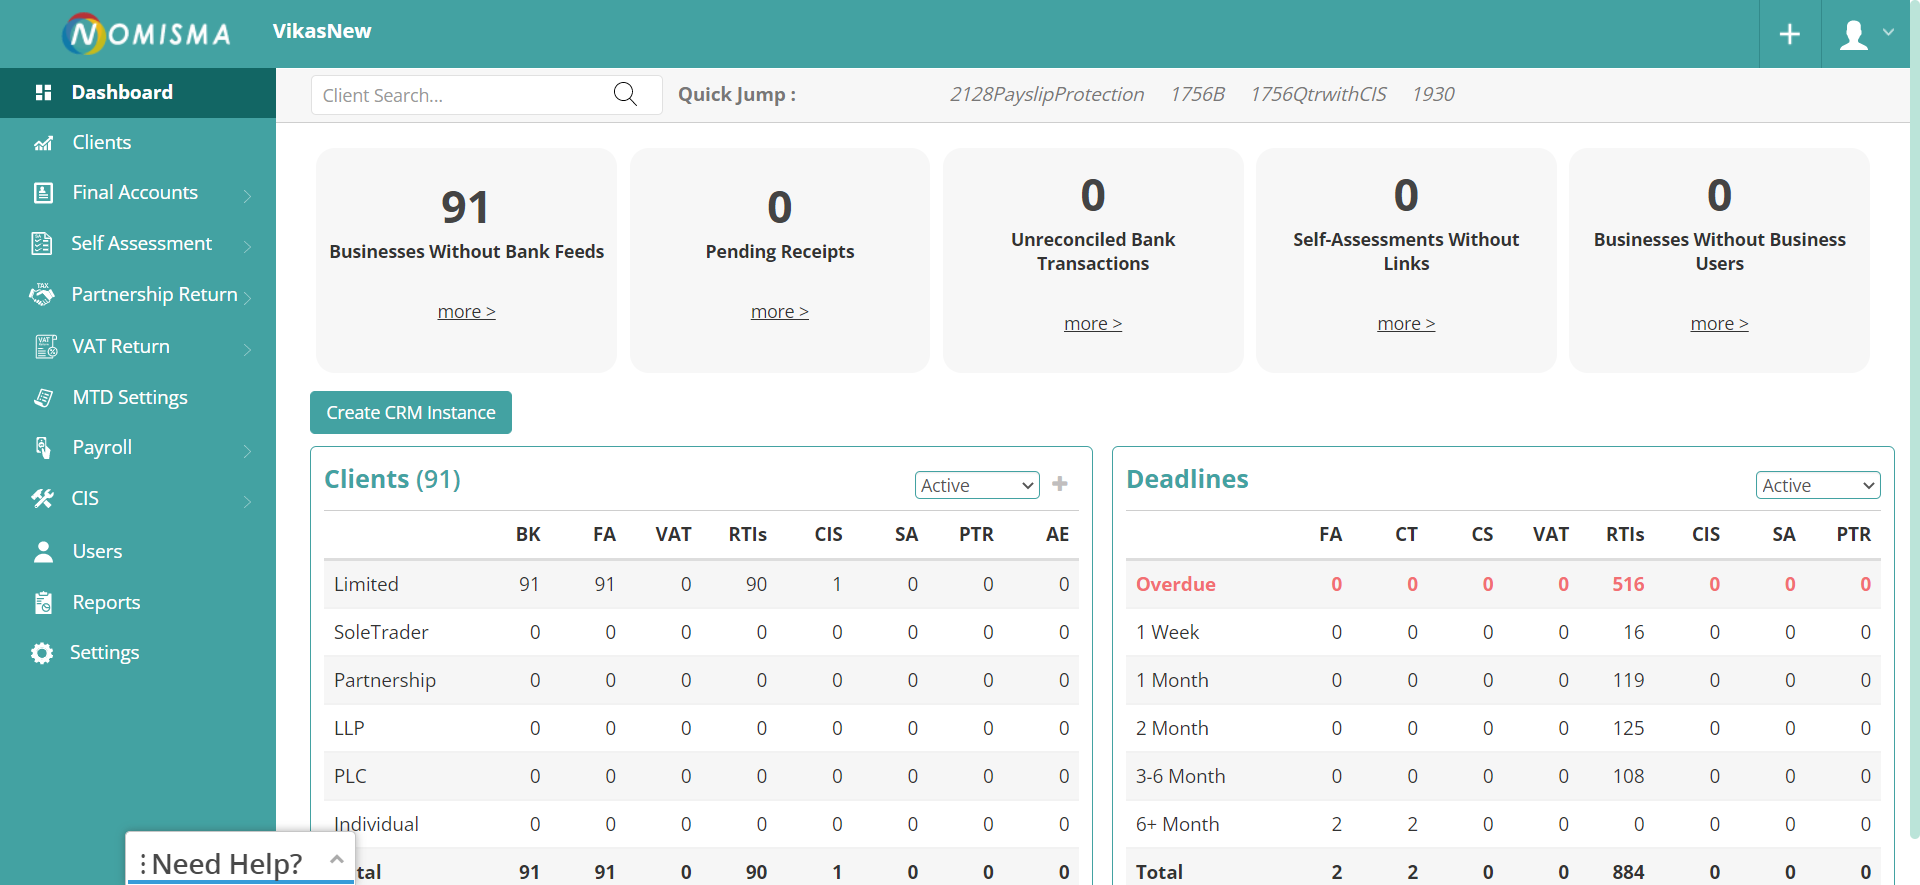 NOMISMA VikasNew
Dashboard
Clients
Final Accounts
Self Assessment
Partnership Return
VAT Return
MTD Settings
Payroll
CIS
Users
Reports
Settings
Client Search... Quick Jump : 2128PayslipProtection 1756B 1756QtrwithCIS 1930
91
Businesses Without Bank Feeds
more >
0
Pending Receipts
more >
0
Unreconciled Bank
Transactions
more >
0
Self-Assessments Without
Links
more >
0
Businesses Without Business
Users
more >
Create CRM Instance
Clients (91) Active
BK FA VAT RTIs CIS SA PTR AE
Limited 91 91 0 90 1 0 0 0
SoleTrader 0 0 0 0 0 0 0 0
Partnership 0 0 0 0 0 0 0 0
LLP 0 0 0 0 0 0 0 0
PLC 0 0 0 0 0 0 0 0
Individual 0 0 0 0 0 0 0 0
tal 91 91 0 90 1 0 0 0
Deadlines Active
FA CT CS VAT RTIs CIS SA PTR
Overdue 0 0 0 0 516 0 0 0
1 Week 0 0 0 0 16 0 0 0
1 Month 0 0 0 0 119 0 0 0
2 Month 0 0 0 0 125 0 0 0
3-6 Month 0 0 0 0 108 0 0 0
6+ Month 2 2 0 0 0 0 0 0
Total 2 2 0 0 884 0 0 0
Need Help?